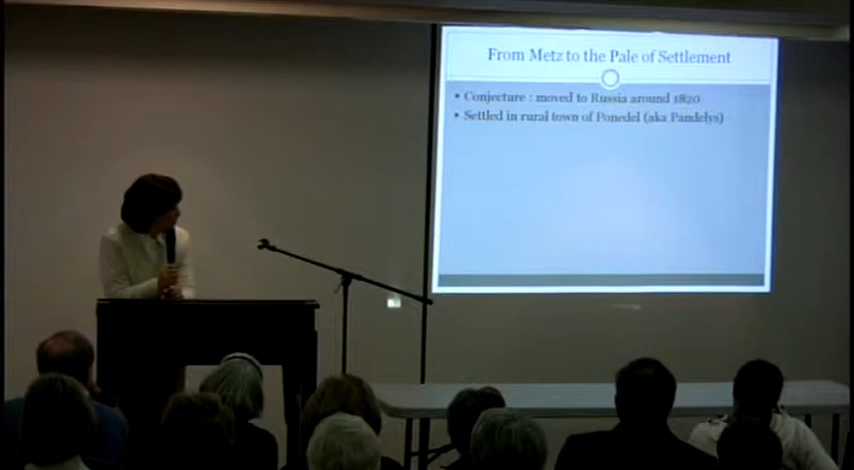 From Metz to the Pale of Settlement
• Conjecture : moved to Russia around 1820
• Settled in rural town of Ponedel (aka Pandelys)